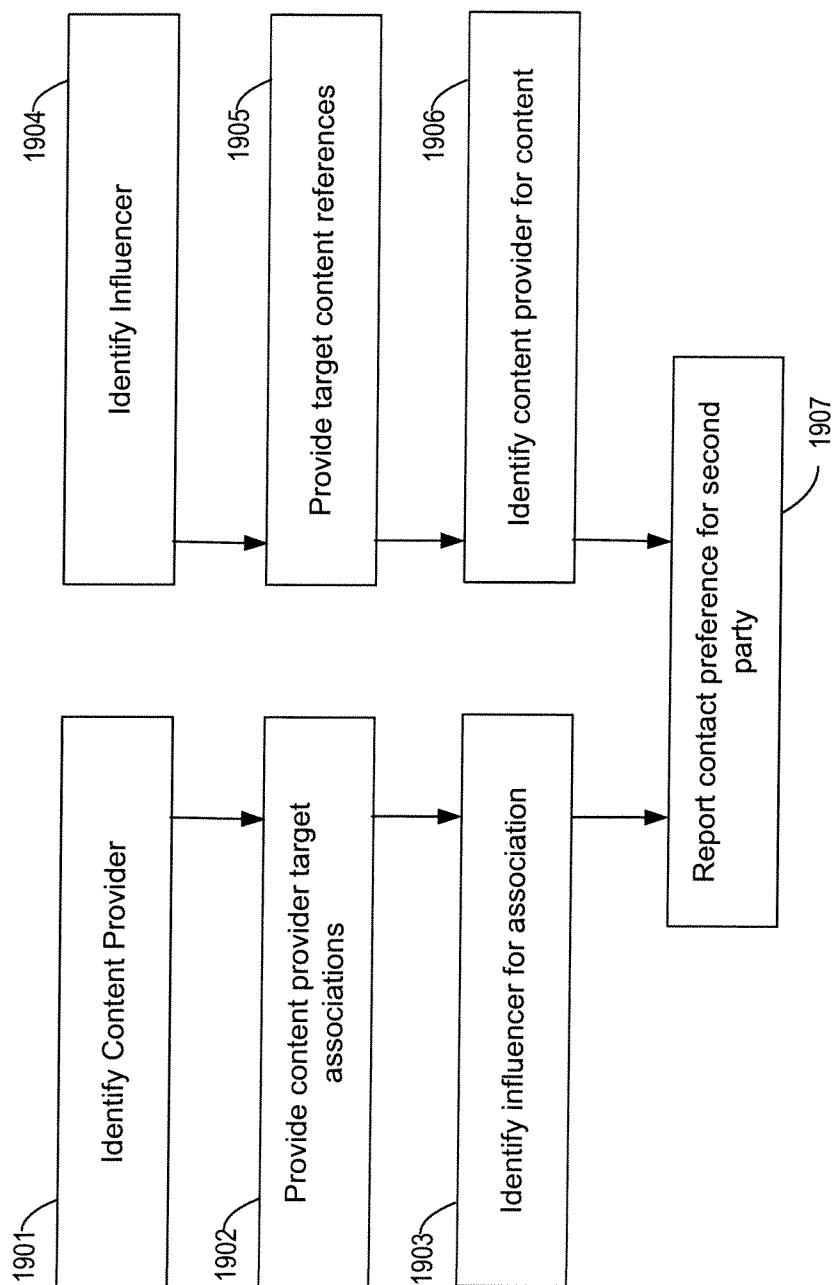 1901
Identify Content Provider
1902
Provide content provider target
associations
1903
Identify influencer for association
1904
Identify Influencer
1905
Provide target content references
1906
Identify content provider for content
Report contact preference for second
party
1907